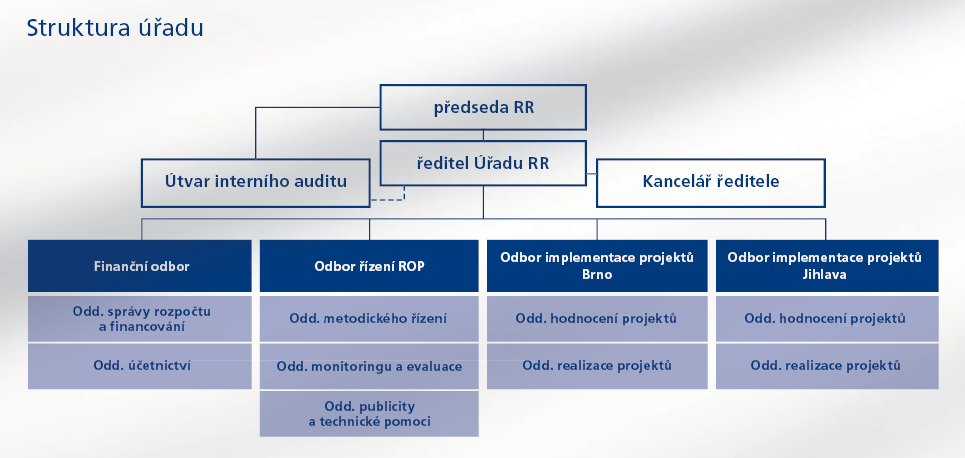 Struktura úřadu
předseda RR
ředitel Úřadu RR
Útvar interního auditu
Kancelář ředitele
Finanční odbor
Odbor řízení ROP
Odbor implementace projektů
Brno
Odbor implementace projektů
Jihlava
Odd. správy rozpočtu
a financování
Odd. metodického řízení
Odd. hodnocení projektů
Odd. hodnocení projektů
Odd. účetnictví
Odd. monitoringu a evaluace
Odd. realizace projektů
Odd. realizace projektů
Odd. publicity
a technické pomoci